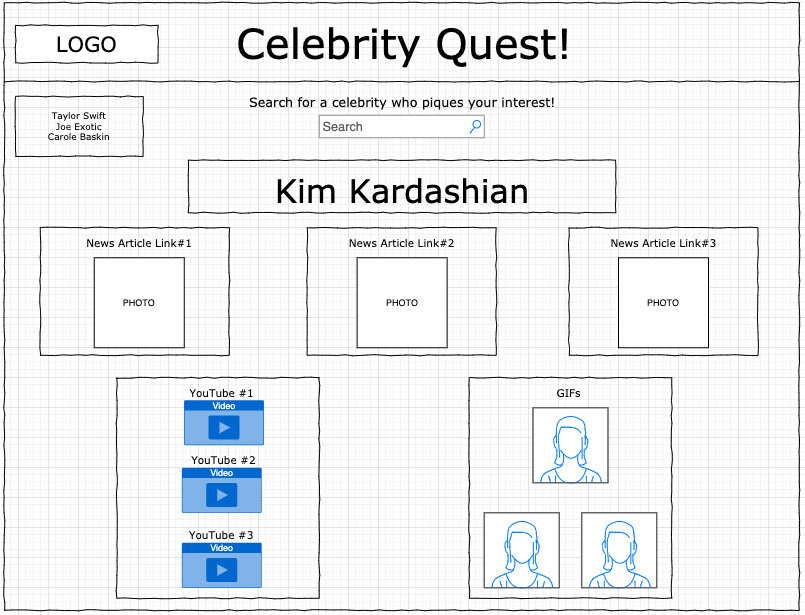 LOGO
Celebrity Quest!
Taylor Swift
Joe Exotic
Carole Baskin
Search for a celebrity who piques your interest!
Search
Kim Kardashian
News Article Link#1
PHOTO
News Article Link#2
PHOTO
News Article Link#3
PHOTO
YouTube #1
Video
YouTube #2
Video
YouTube #3
Video
GIFs